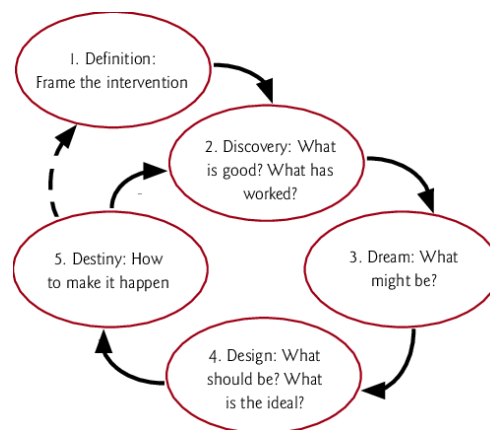 1. Definition:
Frame the intervention
2. Discovery: What
is good? What has
worked?
3. Dream: What
might be?
4. Design: What
should be? What
is the ideal?
5. Destiny: How
to make it happen